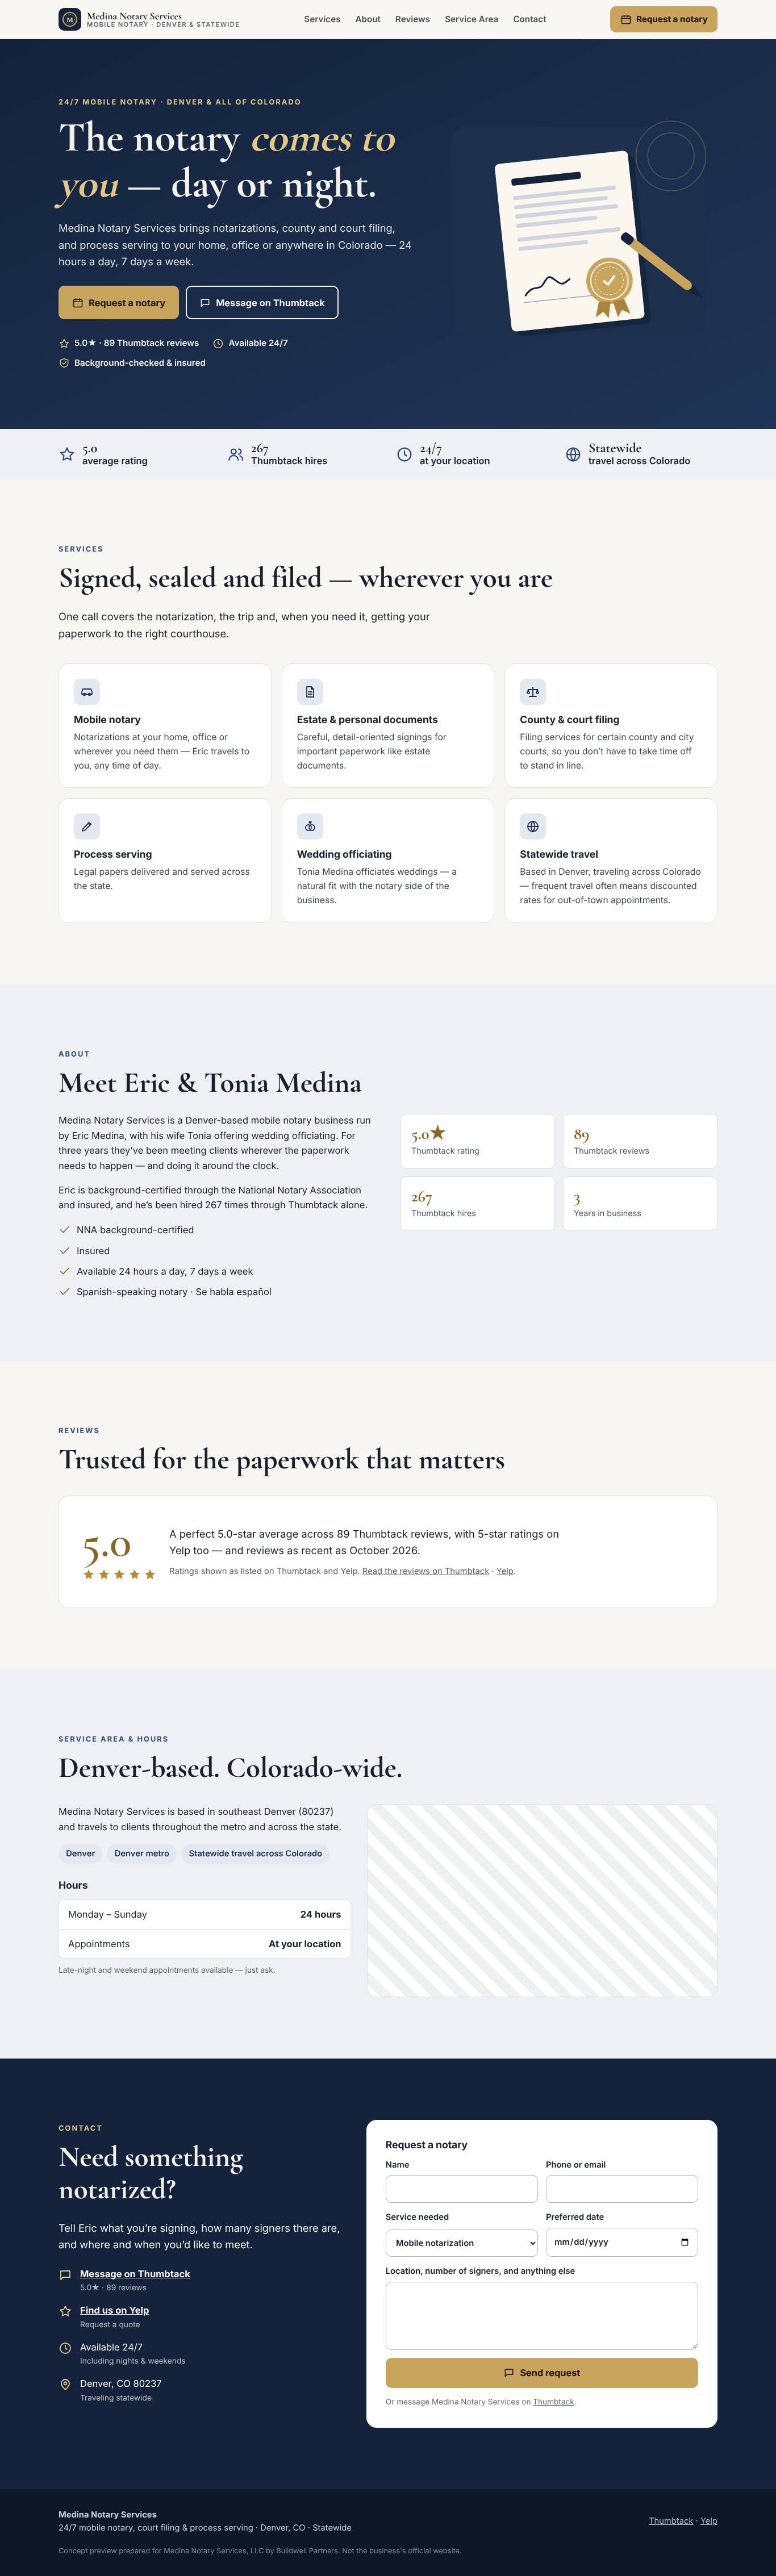 Medina Notary Services
MOBILE NOTARY · DENVER & STATEWIDE
Services
About
Reviews
Service Area
Contact
Request a notary
24/7 MOBILE NOTARY · DENVER & ALL OF COLORADO
The notary comes to
you — day or night.
Medina Notary Services brings notarizations, county and court filing,
and process serving to your home, office or anywhere in Colorado — 24
hours a day, 7 days a week.
Request a notary
Message on Thumbtack
5.0★ · 89 Thumbtack reviews
Available 24/7
Background-checked & insured
5.0
average rating
267
Thumbtack hires
24/7
at your location
Statewide
travel across Colorado
SERVICES
Signed, sealed and filed — wherever you are
One call covers the notarization, the trip and, when you need it, getting your
paperwork to the right courthouse.
Mobile notary
Notarizations at your home, office or
wherever you need them — Eric travels to
you, any time of day.
Estate & personal documents
Careful, detail-oriented signings for
important paperwork like estate
documents.
County & court filing
Filing services for certain county and city
courts, so you don’t have to take time off
to stand in line.
Process serving
Legal papers delivered and served across
the state.
Wedding officiating
Tonia Medina officiates weddings — a
natural fit with the notary side of the
business.
Statewide travel
Based in Denver, traveling across Colorado
— frequent travel often means discounted
rates for out-of-town appointments.
ABOUT
Meet Eric & Tonia Medina
Medina Notary Services is a Denver-based mobile notary business run
by Eric Medina, with his wife Tonia offering wedding officiating. For
three years they’ve been meeting clients wherever the paperwork
needs to happen — and doing it around the clock.
Eric is background-certified through the National Notary Association
and insured, and he’s been hired 267 times through Thumbtack alone.
NNA background-certified
Insured
Available 24 hours a day, 7 days a week
Spanish-speaking notary · Se habla español
5.0★
Thumbtack rating
89
Thumbtack reviews
267
Thumbtack hires
3
Years in business
REVIEWS
Trusted for the paperwork that matters
5.0
★★★★★
A perfect 5.0-star average across 89 Thumbtack reviews, with 5-star ratings on
Yelp too — and reviews as recent as October 2026.
Ratings shown as listed on Thumbtack and Yelp. Read the reviews on Thumbtack · Yelp.
SERVICE AREA & HOURS
Denver-based. Colorado-wide.
Medina Notary Services is based in southeast Denver (80237)
and travels to clients throughout the metro and across the state.
Denver
Denver metro
Statewide travel across Colorado
Hours
Monday – Sunday
24 hours
Appointments
At your location
Late-night and weekend appointments available — just ask.
CONTACT
Need something
notarized?
Tell Eric what you’re signing, how many signers there are,
and where and when you’d like to meet.
Message on Thumbtack
5.0★ · 89 reviews
Find us on Yelp
Request a quote
Available 24/7
Including nights & weekends
Denver, CO 80237
Traveling statewide
Request a notary
Name
Phone or email
Service needed
Preferred date
Mobile notarization
mm/dd/yyyy
Location, number of signers, and anything else
Send request
Or message Medina Notary Services on Thumbtack.
Medina Notary Services
24/7 mobile notary, court filing & process serving · Denver, CO · Statewide
Thumbtack · Yelp
Concept preview prepared for Medina Notary Services, LLC by Buildwell Partners. Not the business's official website.